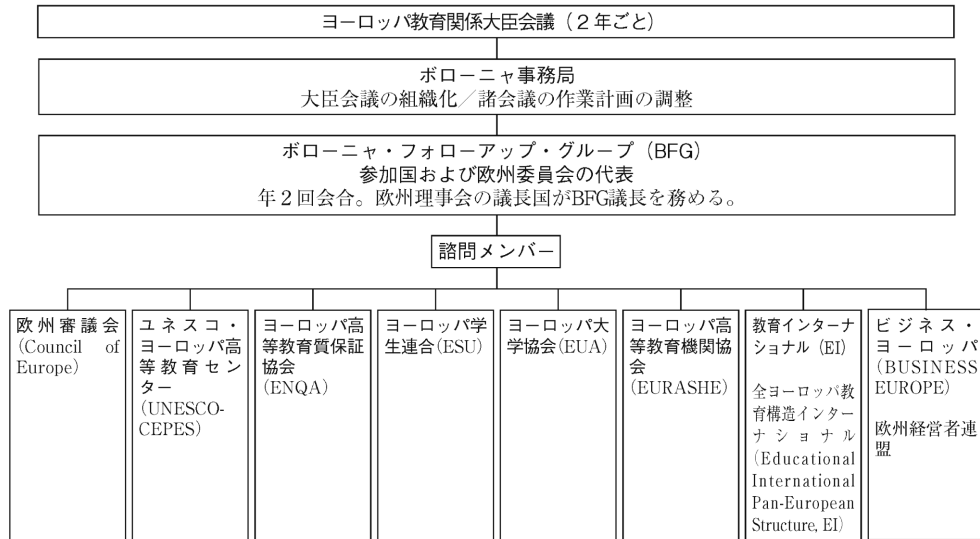 ヨーロッパ教育関係大臣会議（２年ごと）
ボローニャ事務局
大臣会議の組織化／諸会議の作業計画の調整
ボローニャ・フォローアップ・グループ（BFG）
参加国および欧州委員会の代表
年２回会合。欧州理事会の議長国がBFG議長を務める。
諮問メンバー
欧州審議会
(Council of
Europe)
ユネスコ・
ヨーロッパ高
等教育セン
ター
(UNESCO-
CEPES)
ヨーロッパ高
等教育質保証
協会
(ENQA)
ヨーロッパ学
生連合(ESU)
ヨーロッパ大
学協会(EUA)
ヨーロッパ高
等教育機関協
会
(EURASHE)
教育インターナ
ショナル（EI）
全ヨーロッパ教
育構造インター
ナショナル
(Educational
International
Pan-European
Structure, EI)
ビジネス・
ヨーロッパ
(BUSINESS
EUROPE)
欧州経営者連
盟